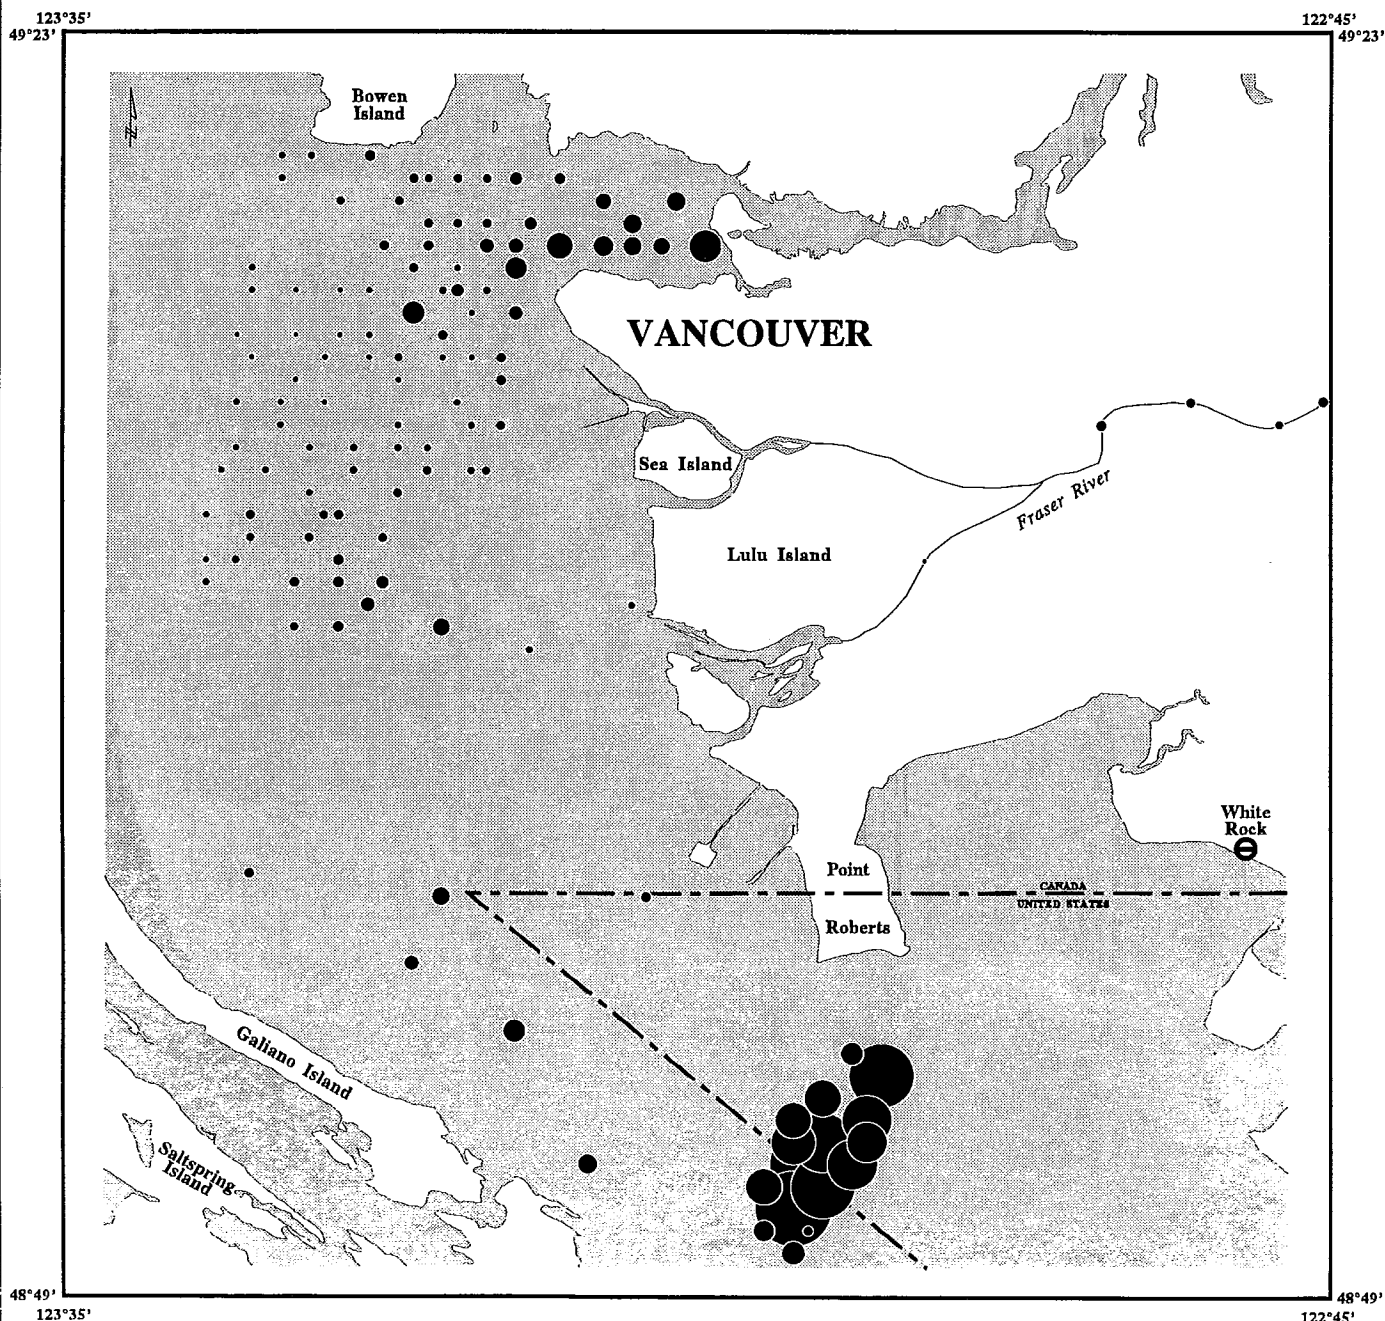 123°35'
122°45'
49°23'
49°23'
Bowen
Island
VANCOUVER
Sea Island
Fraser River
Lulu Island
White
Rock
Point
CANADA
UNITED STATES
Roberts
Galiano Island
Saltspring
Island
48°49'
48°49'
123°35'
122°45'